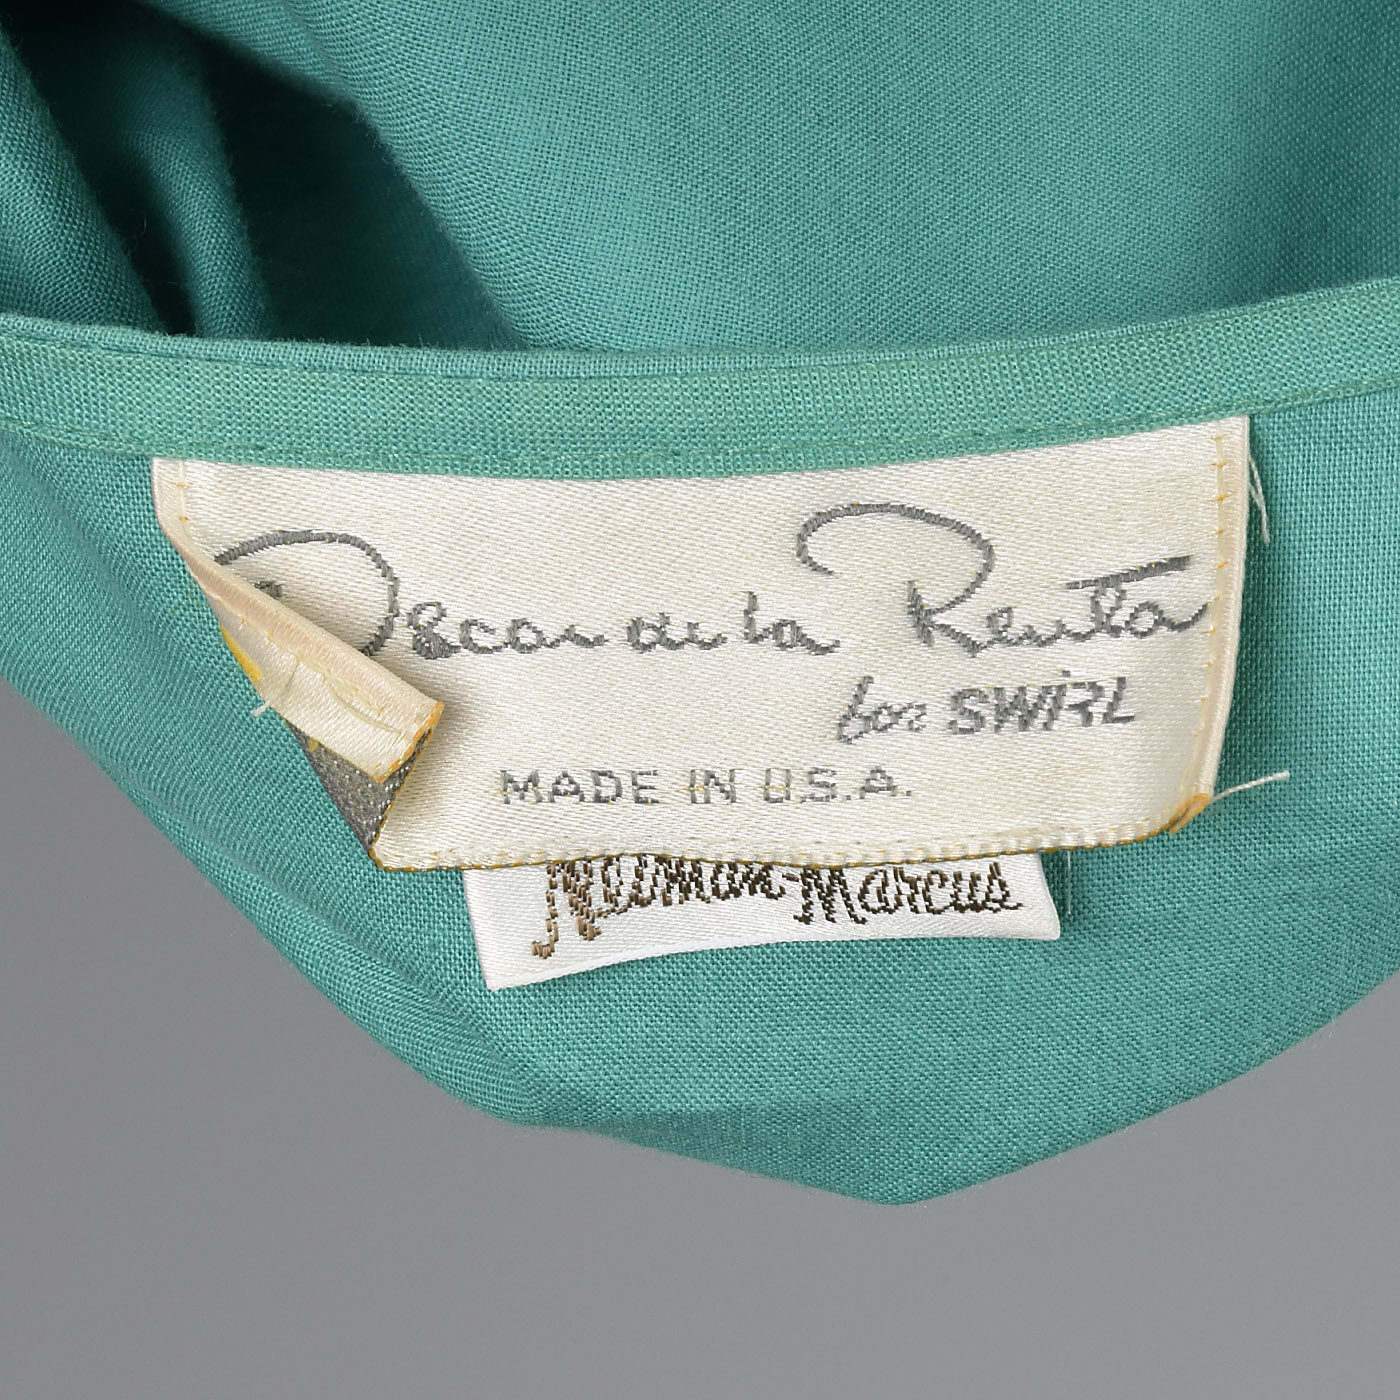 Oscar de la Renta
for SWIRL
MADE IN U.S.A.
Neiman-Marcus